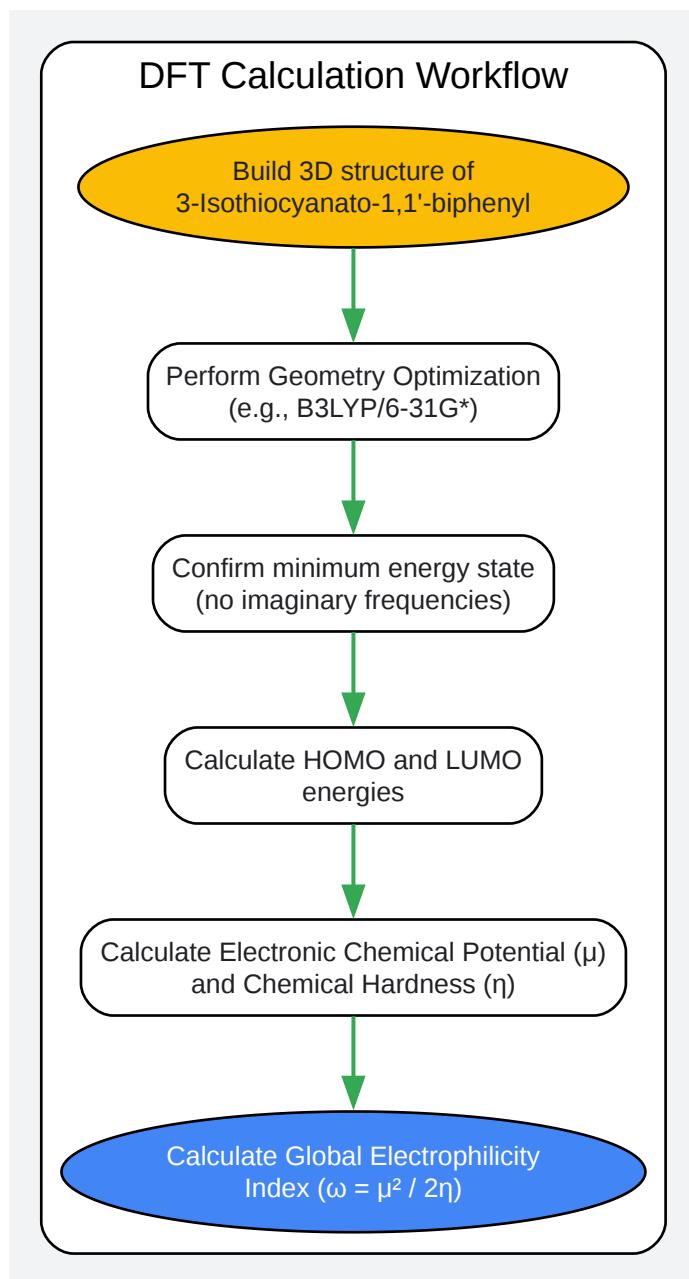 DFT Calculation Workflow
Build 3D structure of
3-Isothiocyanato-1,1'-biphenyl
Perform Geometry Optimization
(e.g., B3LYP/6-31G*)
Confirm minimum energy state
(no imaginary frequencies)
Calculate HOMO and LUMO
energies
Calculate Electronic Chemical Potential (μ)
and Chemical Hardness (η)
Calculate Global Electrophilicity
Index (ω = μ² / 2η)